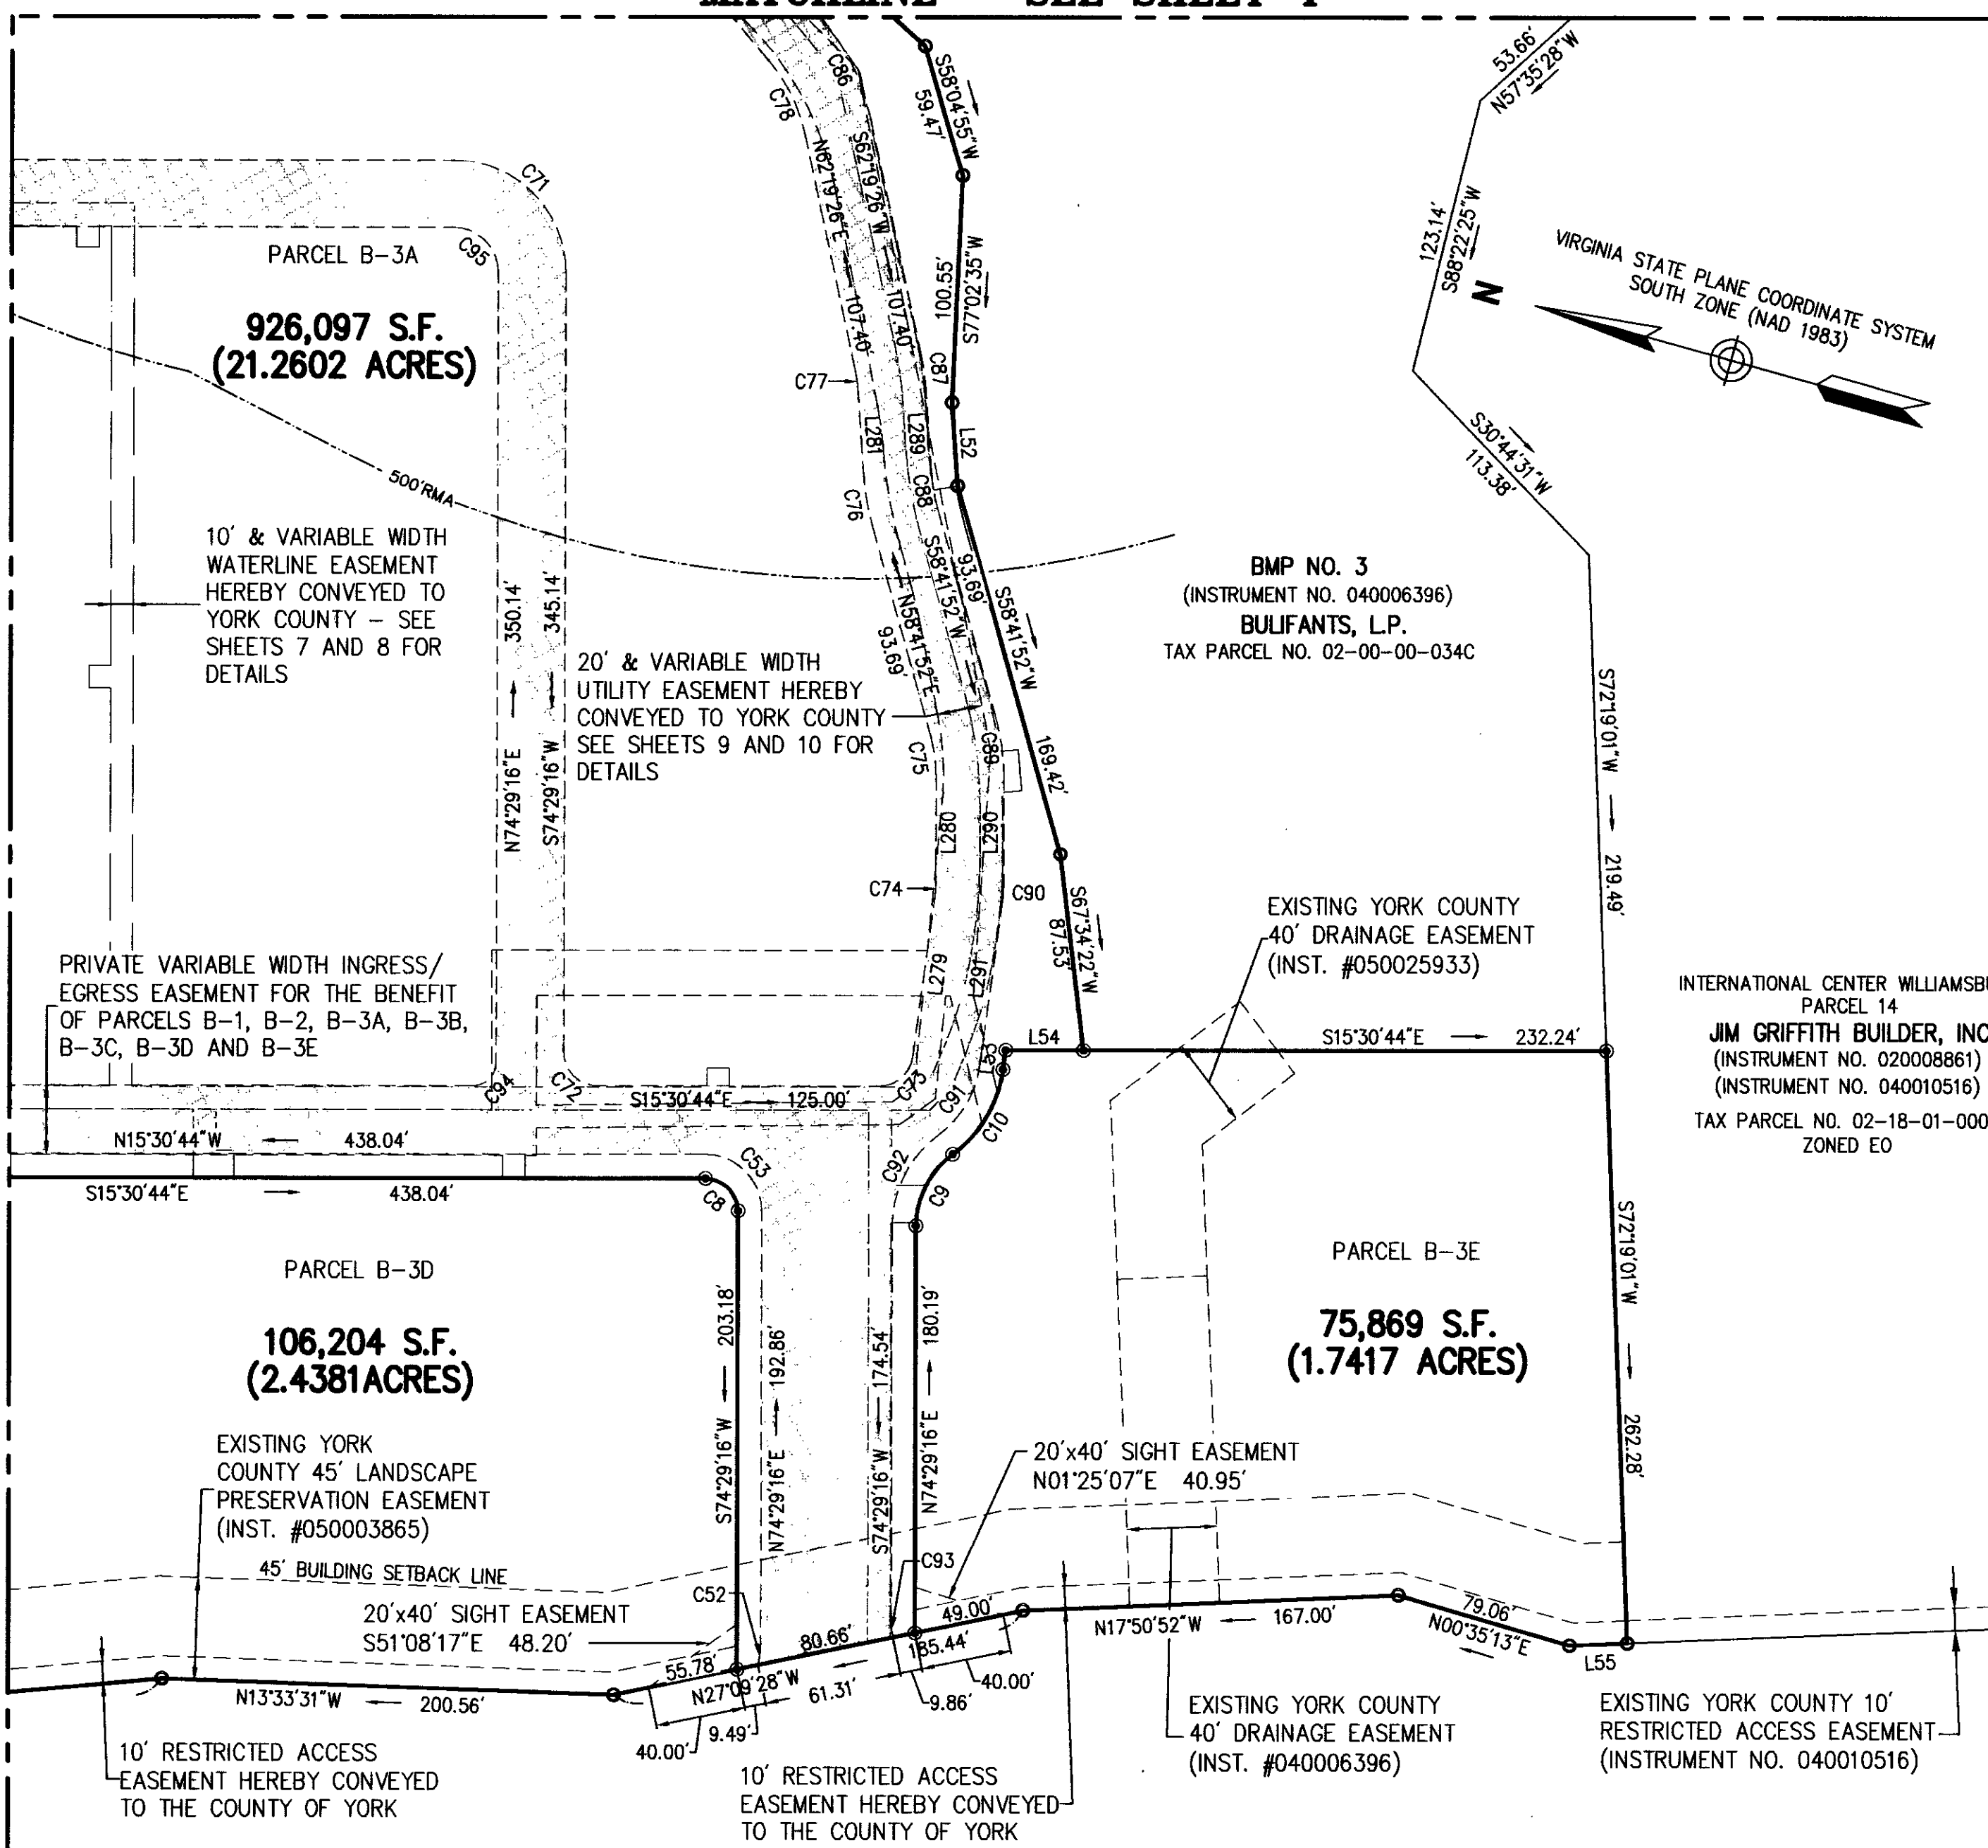 53.66'
N57°35'28"W
S58°04'55"W
59.47'
C86
C78
N62°19'26"E
107.40'
S62°19'26"W
107.40'
C71
C95
PARCEL B-3A
926,097 S.F.
(21.2602 ACRES)
S77°02'35"W
100.55'
123.14'
S88°22'25"W
N
VIRGINIA STATE PLANE COORDINATE SYSTEM
SOUTH ZONE (NAD 1983)
C87
C77
L281
L289
L52
S30°44'31"W
113.38'
500'RMA
C76
C88
10' & VARIABLE WIDTH
WATERLINE EASEMENT
HEREBY CONVEYED TO
YORK COUNTY - SEE
SHEETS 7 AND 8 FOR
DETAILS
350.14'
N74°29'16"E
345.14'
S74°29'16"W
S58°41'52"W
93.69'
N58°41'52"E
93.69'
S58°41'52"W
169.42'
BMP NO. 3
(INSTRUMENT NO. 040006396)
BULIFANTS, L.P.
TAX PARCEL NO. 02-00-00-034C
20' & VARIABLE WIDTH
UTILITY EASEMENT HEREBY
CONVEYED TO YORK COUNTY
SEE SHEETS 9 AND 10 FOR
DETAILS
C75
C89
S72°19'01"W
219.49'
L280
L290
C74
C90
S67°34'22"W
87.53'
EXISTING YORK COUNTY
40' DRAINAGE EASEMENT
(INST. #050025933)
PRIVATE VARIABLE WIDTH INGRESS/
EGRESS EASEMENT FOR THE BENEFIT
OF PARCELS B-1, B-2, B-3A, B-3B,
B-3C, B-3D AND B-3E
L279
L291
INTERNATIONAL CENTER WILLIAMSBU
PARCEL 14
JIM GRIFFITH BUILDER, INC
(INSTRUMENT NO. 020008861)
(INSTRUMENT NO. 040010516)
TAX PARCEL NO. 02-18-01-000
ZONED EO
L53
L54
S15°30'44"E 232.24'
C94
C72
S15°30'44"E 125.00'
C73
C91
C10
N15°30'44"W 438.04'
C53
C92
C9
S15°30'44"E 438.04'
C8
S72°19'01"W
262.28'
PARCEL B-3D
106,204 S.F.
(2.4381ACRES)
203.18'
S74°29'16"W
192.86'
N74°29'16"E
174.54'
S74°29'16"W
180.19'
N74°29'16"E
PARCEL B-3E
75,869 S.F.
(1.7417 ACRES)
EXISTING YORK
COUNTY 45' LANDSCAPE
PRESERVATION EASEMENT
(INST. #050003865)
20'x40' SIGHT EASEMENT
N01°25'07"E 40.95'
45' BUILDING SETBACK LINE
C52
C93
20'x40' SIGHT EASEMENT
S51°08'17"E 48.20'
55.78'
80.66'
49.00'
185.44'
N27°09'28"W
61.31'
9.86'
40.00'
9.49'
40.00'
N13°33'31"W 200.56'
N17°50'52"W 167.00'
79.06'
N00°35'13"E
L55
10' RESTRICTED ACCESS
EASEMENT HEREBY CONVEYED
TO THE COUNTY OF YORK
10' RESTRICTED ACCESS
EASEMENT HEREBY CONVEYED
TO THE COUNTY OF YORK
EXISTING YORK COUNTY
40' DRAINAGE EASEMENT
(INST. #040006396)
EXISTING YORK COUNTY 10'
RESTRICTED ACCESS EASEMENT
(INSTRUMENT NO. 040010516)